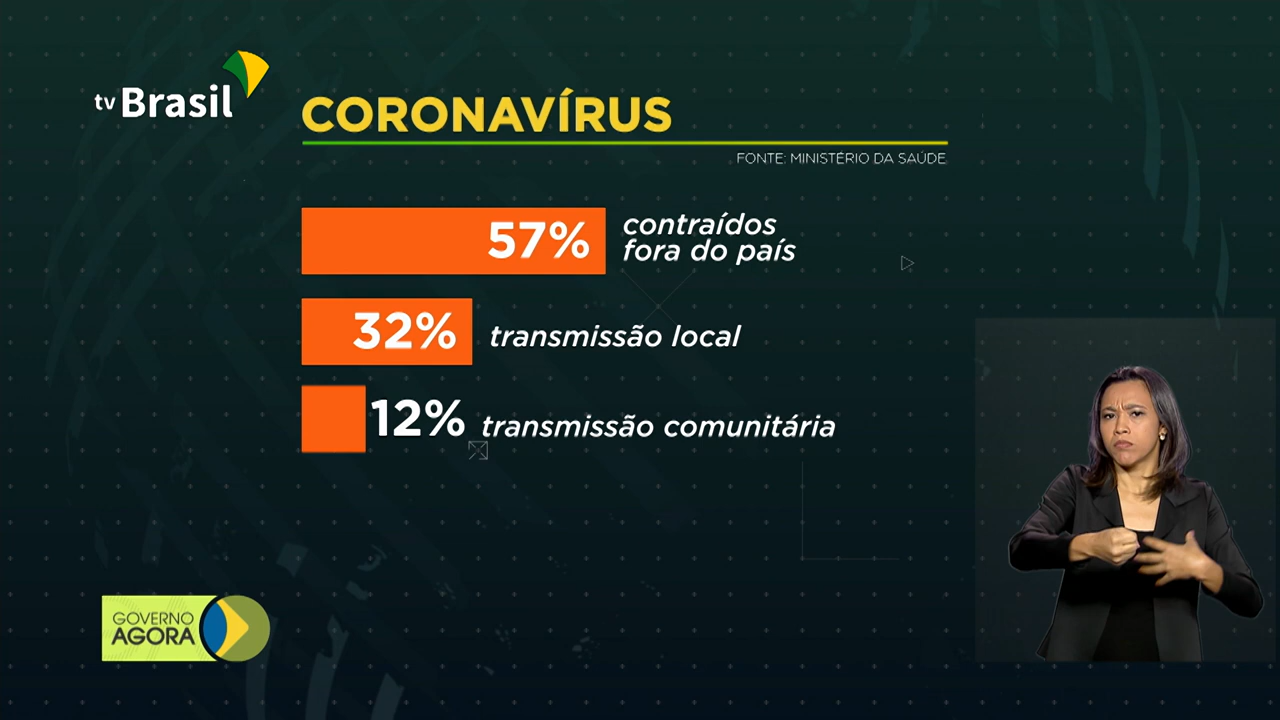 tv Brasil
CORONAVÍRUS
FONTE: MINISTÉRIO DA SAÚDE
57% contraídos
fora do país
32% transmissão local
12% transmissão comunitária
GOVERNO
AGORA